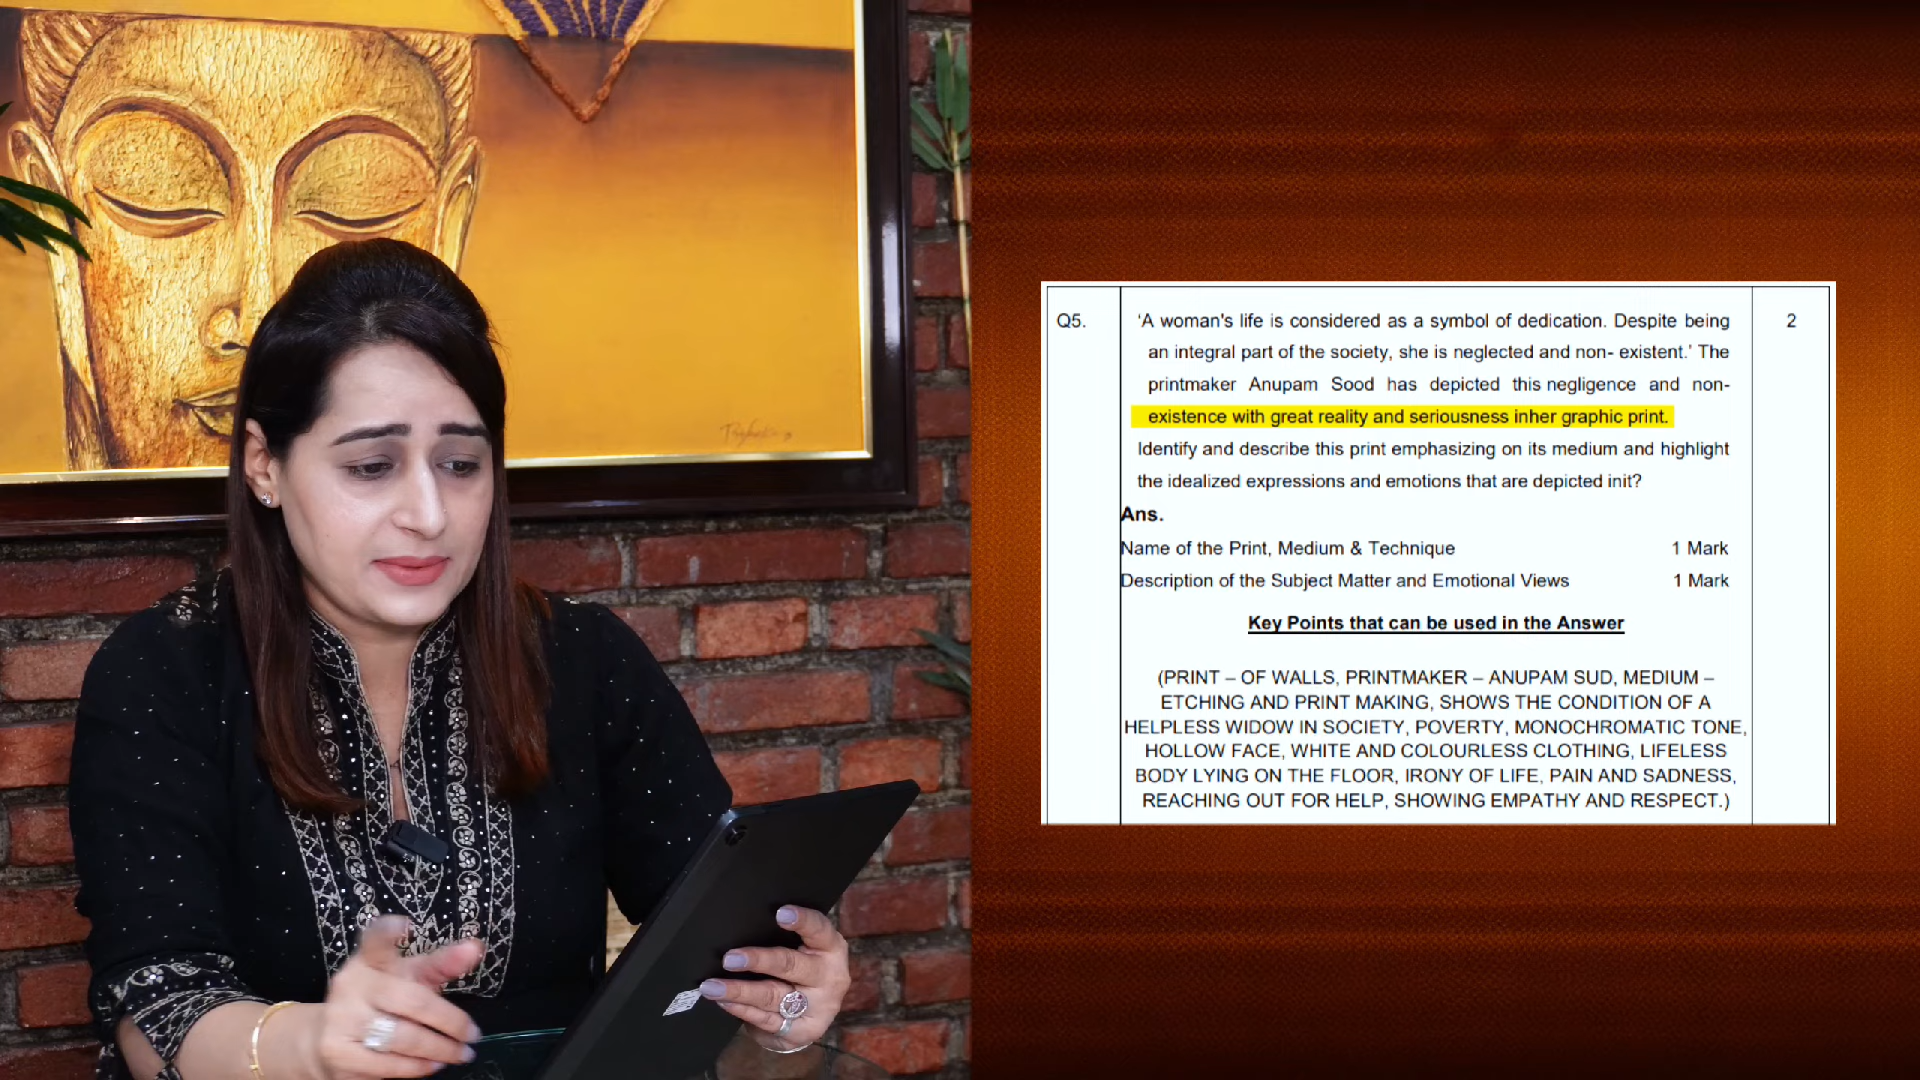 Q5. 'A woman's life is considered as a symbol of dedication. Despite being 2
an integral part of the society, she is neglected and non- existent.' The
printmaker Anupam Sood has depicted this negligence and non-
existence with great reality and seriousness inher graphic print.
Identify and describe this print emphasizing on its medium and highlight
the idealized expressions and emotions that are depicted init?
Ans.
Name of the Print, Medium & Technique 1 Mark
Description of the Subject Matter and Emotional Views 1 Mark
Key Points that can be used in the Answer
(PRINT – OF WALLS, PRINTMAKER – ANUPAM SUD, MEDIUM –
ETCHING AND PRINT MAKING, SHOWS THE CONDITION OF A
HELPLESS WIDOW IN SOCIETY, POVERTY, MONOCHROMATIC TONE,
HOLLOW FACE, WHITE AND COLOURLESS CLOTHING, LIFELESS
BODY LYING ON THE FLOOR, IRONY OF LIFE, PAIN AND SADNESS,
REACHING OUT FOR HELP, SHOWING EMPATHY AND RESPECT.)